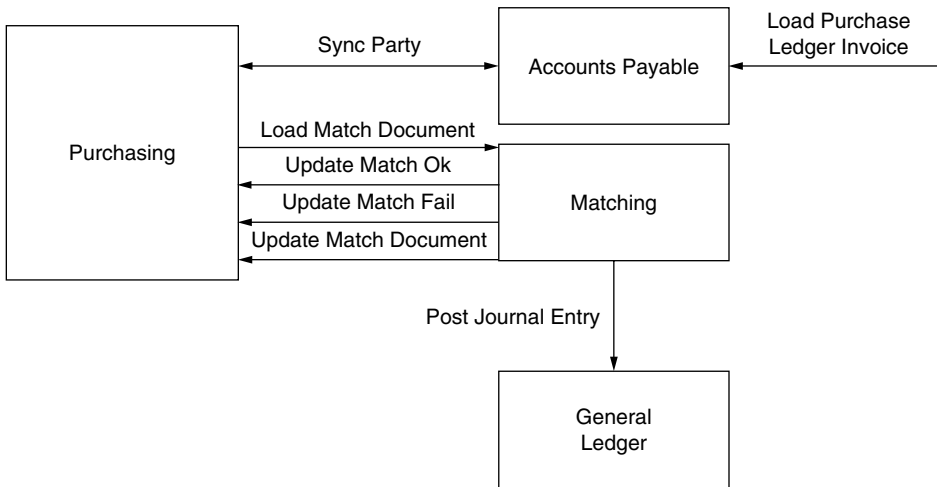 Load Purchase
Ledger Invoice
Sync Party
Accounts Payable
Purchasing
Load Match Document
Update Match Ok
Update Match Fail
Update Match Document
Matching
Post Journal Entry
General
Ledger